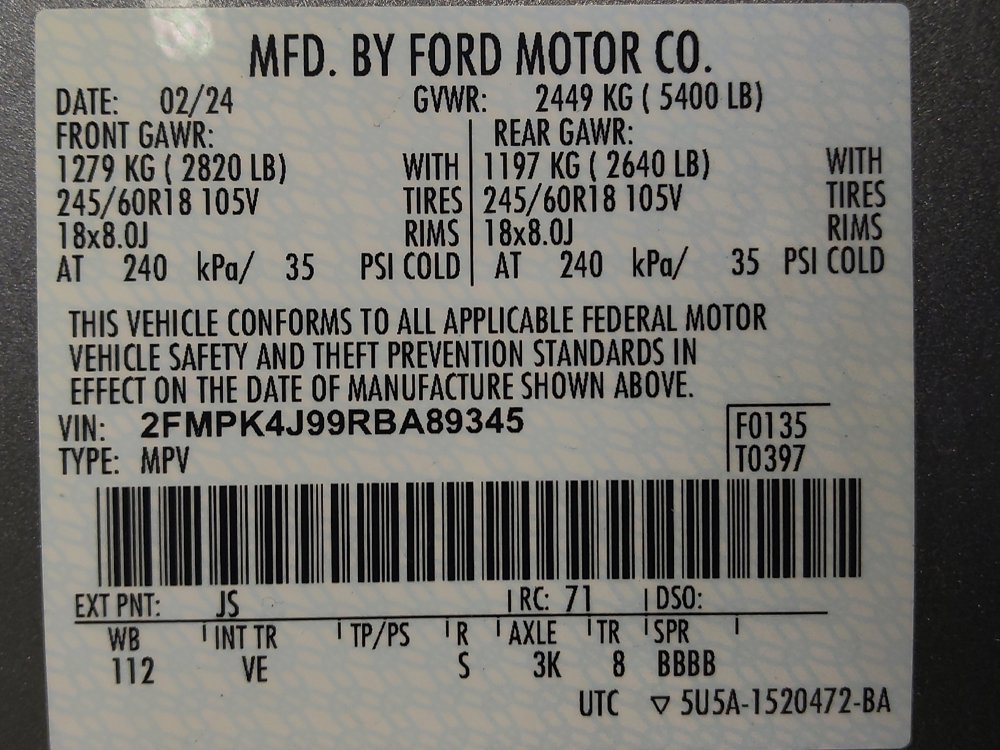 MFD. BY FORD MOTOR CO.
DATE: 02/24 GVWR: 2449 KG ( 5400 LB)
FRONT GAWR: REAR GAWR:
1279 KG ( 2820 LB) WITH 1197 KG ( 2640 LB) WITH
245/60R18 105V TIRES 245/60R18 105V TIRES
18x8.0J RIMS 18x8.0J RIMS
AT 240 kPa/ 35 PSI COLD AT 240 kPa/ 35 PSI COLD
THIS VEHICLE CONFORMS TO ALL APPLICABLE FEDERAL MOTOR
VEHICLE SAFETY AND THEFT PREVENTION STANDARDS IN
EFFECT ON THE DATE OF MANUFACTURE SHOWN ABOVE.
VIN: 2FMPK4J99RBA89345 F0135
TYPE: MPV T0397
EXT PNT: JS RC: 71 DSO:
WB INT TR TP/PS R AXLE TR SPR
112 VE S 3K 8 BBBB
UTC ▽ 5U5A-1520472-BA